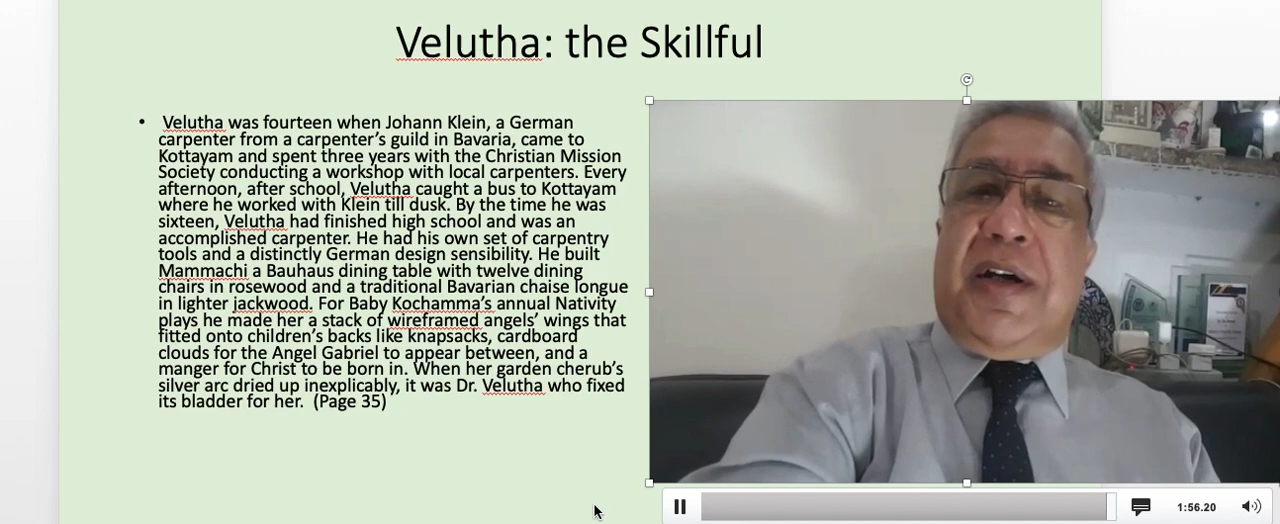 Velutha: the Skillful
• Velutha was fourteen when Johann Klein, a German
carpenter from a carpenter's guild in Bavaria, came to
Kottayam and spent three years with the Christian Mission
Society conducting a workshop with local carpenters. Every
afternoon, after school, Velutha caught a bus to Kottayam
where he worked with Klein till dusk. By the time he was
sixteen, Velutha had finished high school and was an
accomplished carpenter. He had his own set of carpentry
tools and a distinctly German design sensibility. He built
Mammachi a Bauhaus dining table with twelve dining
chairs in rosewood and a traditional Bavarian chaise longue
in lighter jackwood. For Baby Kochamma's annual Nativity
plays he made her a stack of wireframed angels' wings that
fitted onto children's backs like knapsacks, cardboard
clouds for the Angel Gabriel to appear between, and a
manger for Christ to be born in. When her garden cherub's
silver arc dried up inexplicably, it was Dr. Velutha who fixed
its bladder for her. (Page 35)
1:56.20